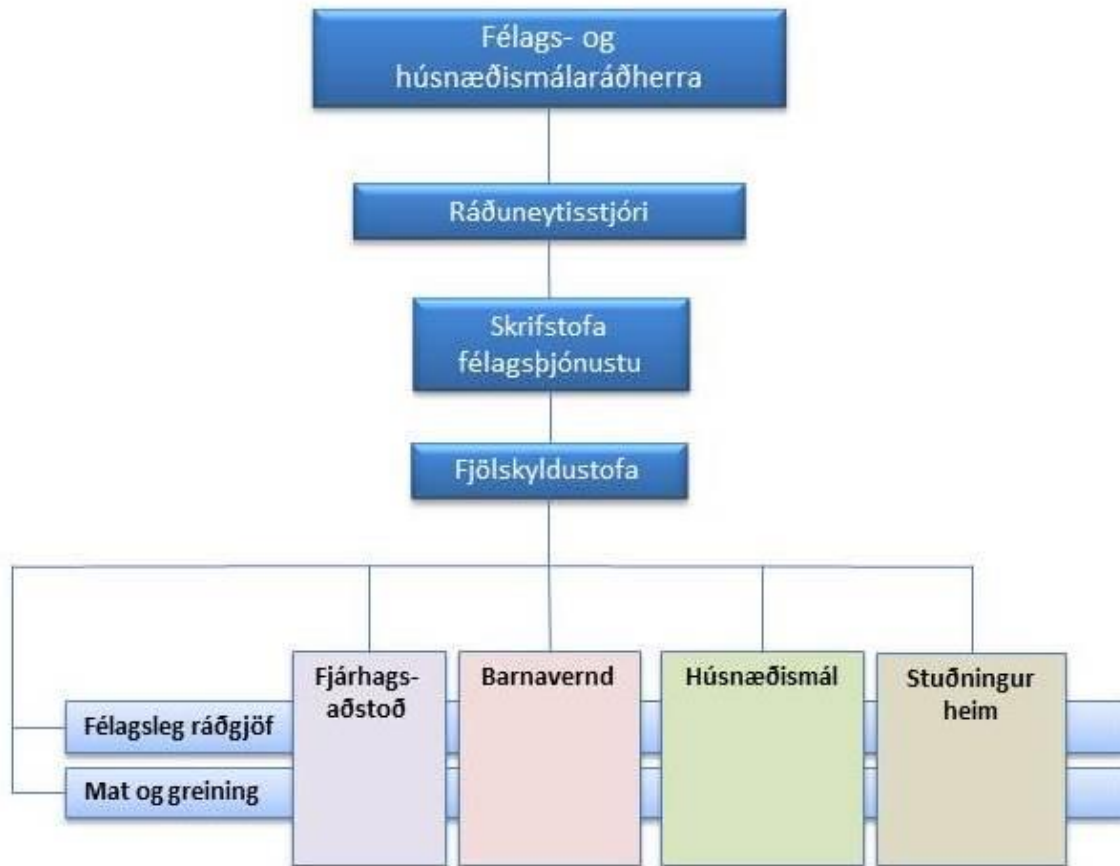 Félags- og
húsnæðismálaráðherra
Ráðuneytisstjóri
Skrifstofa
félagsþjónustu
Fjölskyldustofa
Fjárhags-
aðstoð
Barnavernd
Húsnæðismál
Stuðningur
heim
Félagsleg ráðgjöf
Mat og greining